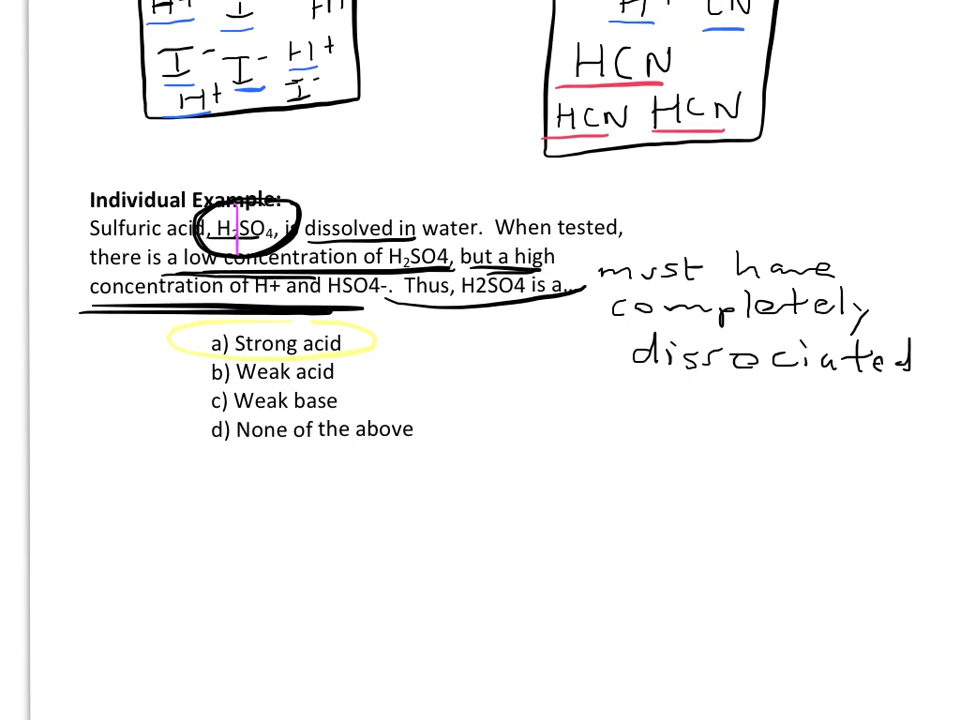 H+ I H+
H+ CN
I- I- H+
H+ I-
HCN
HCN HCN
Individual Example:
Sulfuric acid, H₂SO₄, is dissolved in water. When tested,
there is a low concentration of H₂SO4, but a high
concentration of H+ and HSO4-. Thus, H2SO4 is a...
must have
completely
dissociated
a) Strong acid
b) Weak acid
c) Weak base
d) None of the above